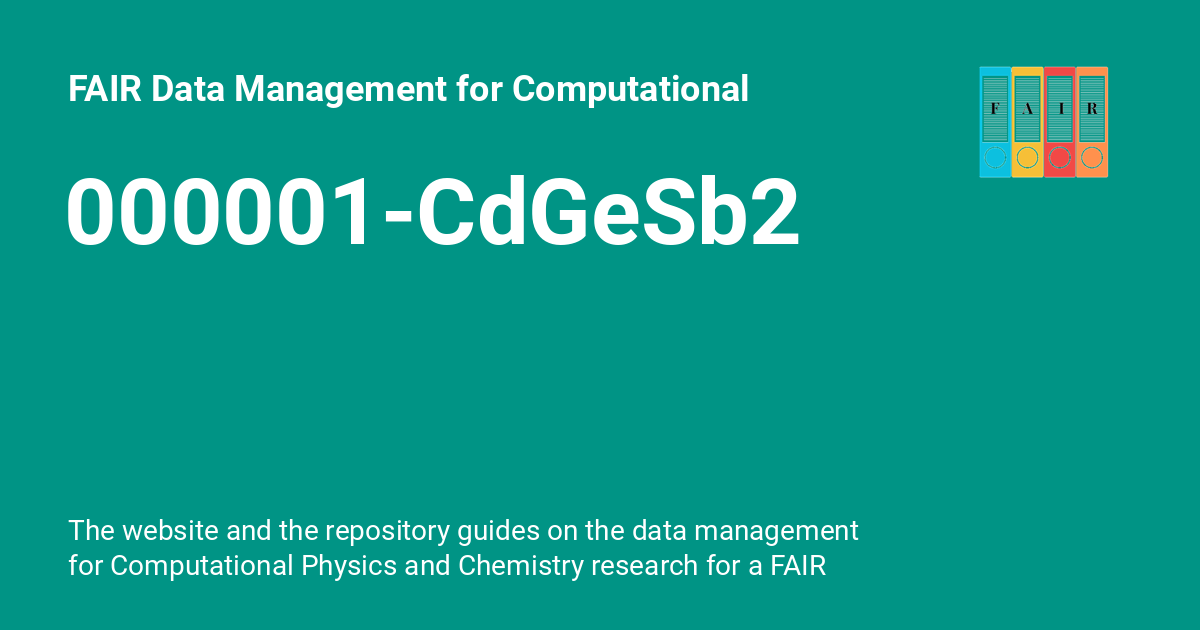 FAIR Data Management for Computational
F A I R
000001-CdGeSb2
The website and the repository guides on the data management
for Computational Physics and Chemistry research for a FAIR